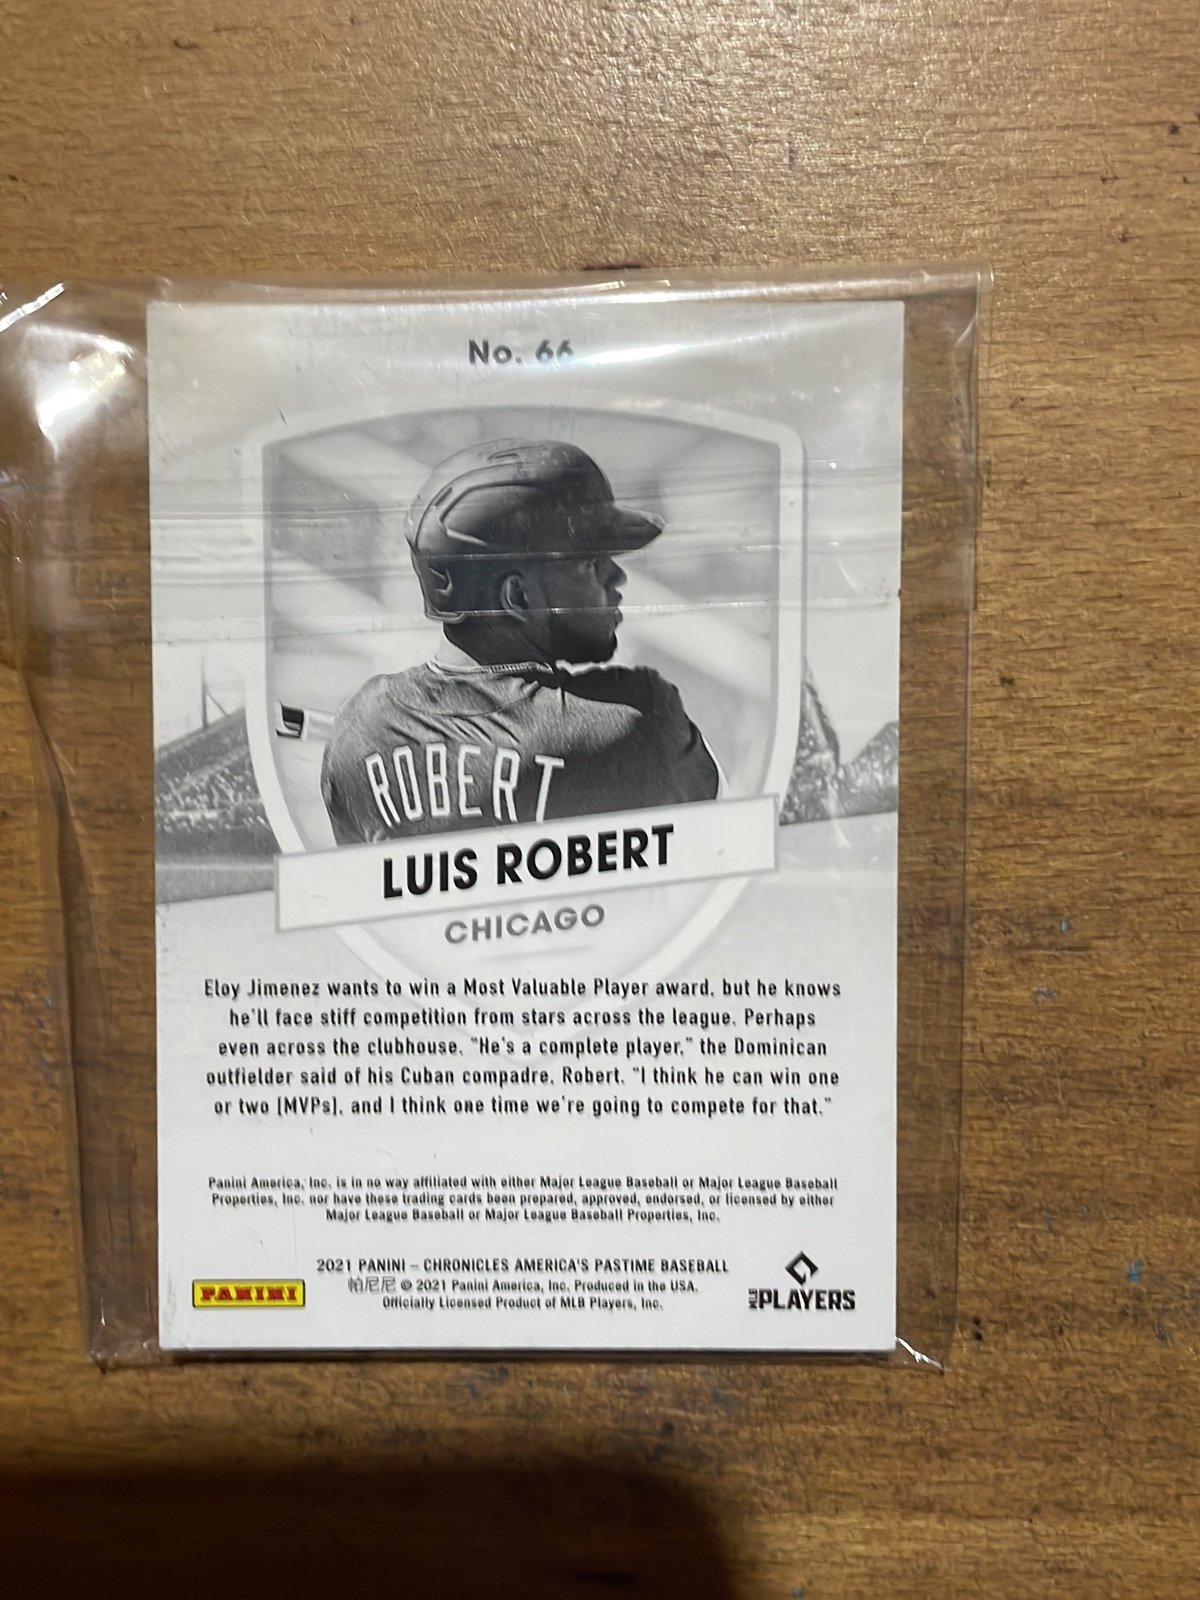 No. 66
ROBERT
LUIS ROBERT
CHICAGO
Eloy Jimenez wants to win a Most Valuable Player award, but he knows
he'll face stiff competition from stars across the league. Perhaps
even across the clubhouse. "He's a complete player," the Dominican
outfielder said of his Cuban compadre, Robert. "I think he can win one
or two [MVPs], and I think one time we're going to compete for that."
Panini America, Inc. is in no way affiliated with either Major League Baseball or Major League Baseball
Properties, Inc. nor have these trading cards been prepared, approved, endorsed, or licensed by either
Major League Baseball or Major League Baseball Properties, Inc.
2021 PANINI – CHRONICLES AMERICA'S PASTIME BASEBALL
帕尼尼 © 2021 Panini America, Inc. Produced in the USA.
Officially Licensed Product of MLB Players, Inc.
PANINI
MLB PLAYERS